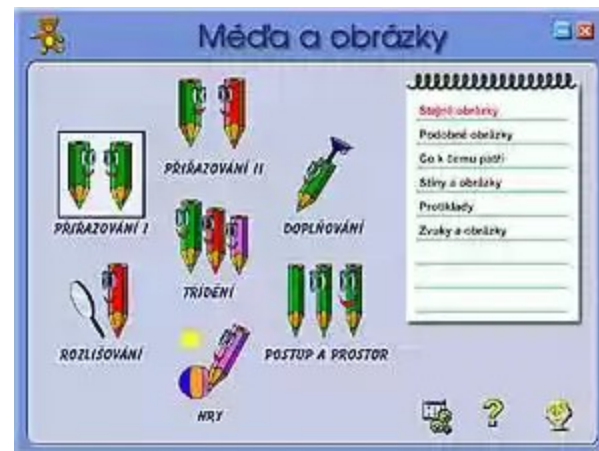 Méďa a obrázky
PŘIŘAZOVÁNÍ II
PŘIŘAZOVÁNÍ I
DOPLŇOVÁNÍ
TŘÍDĚNÍ
ROZLIŠOVÁNÍ
POSTUP A PROSTOR
HRY
Stejné obrázky
Podobné obrázky
Co k čemu patří
Stíny a obrázky
Protiklady
Zvuky a obrázky
?